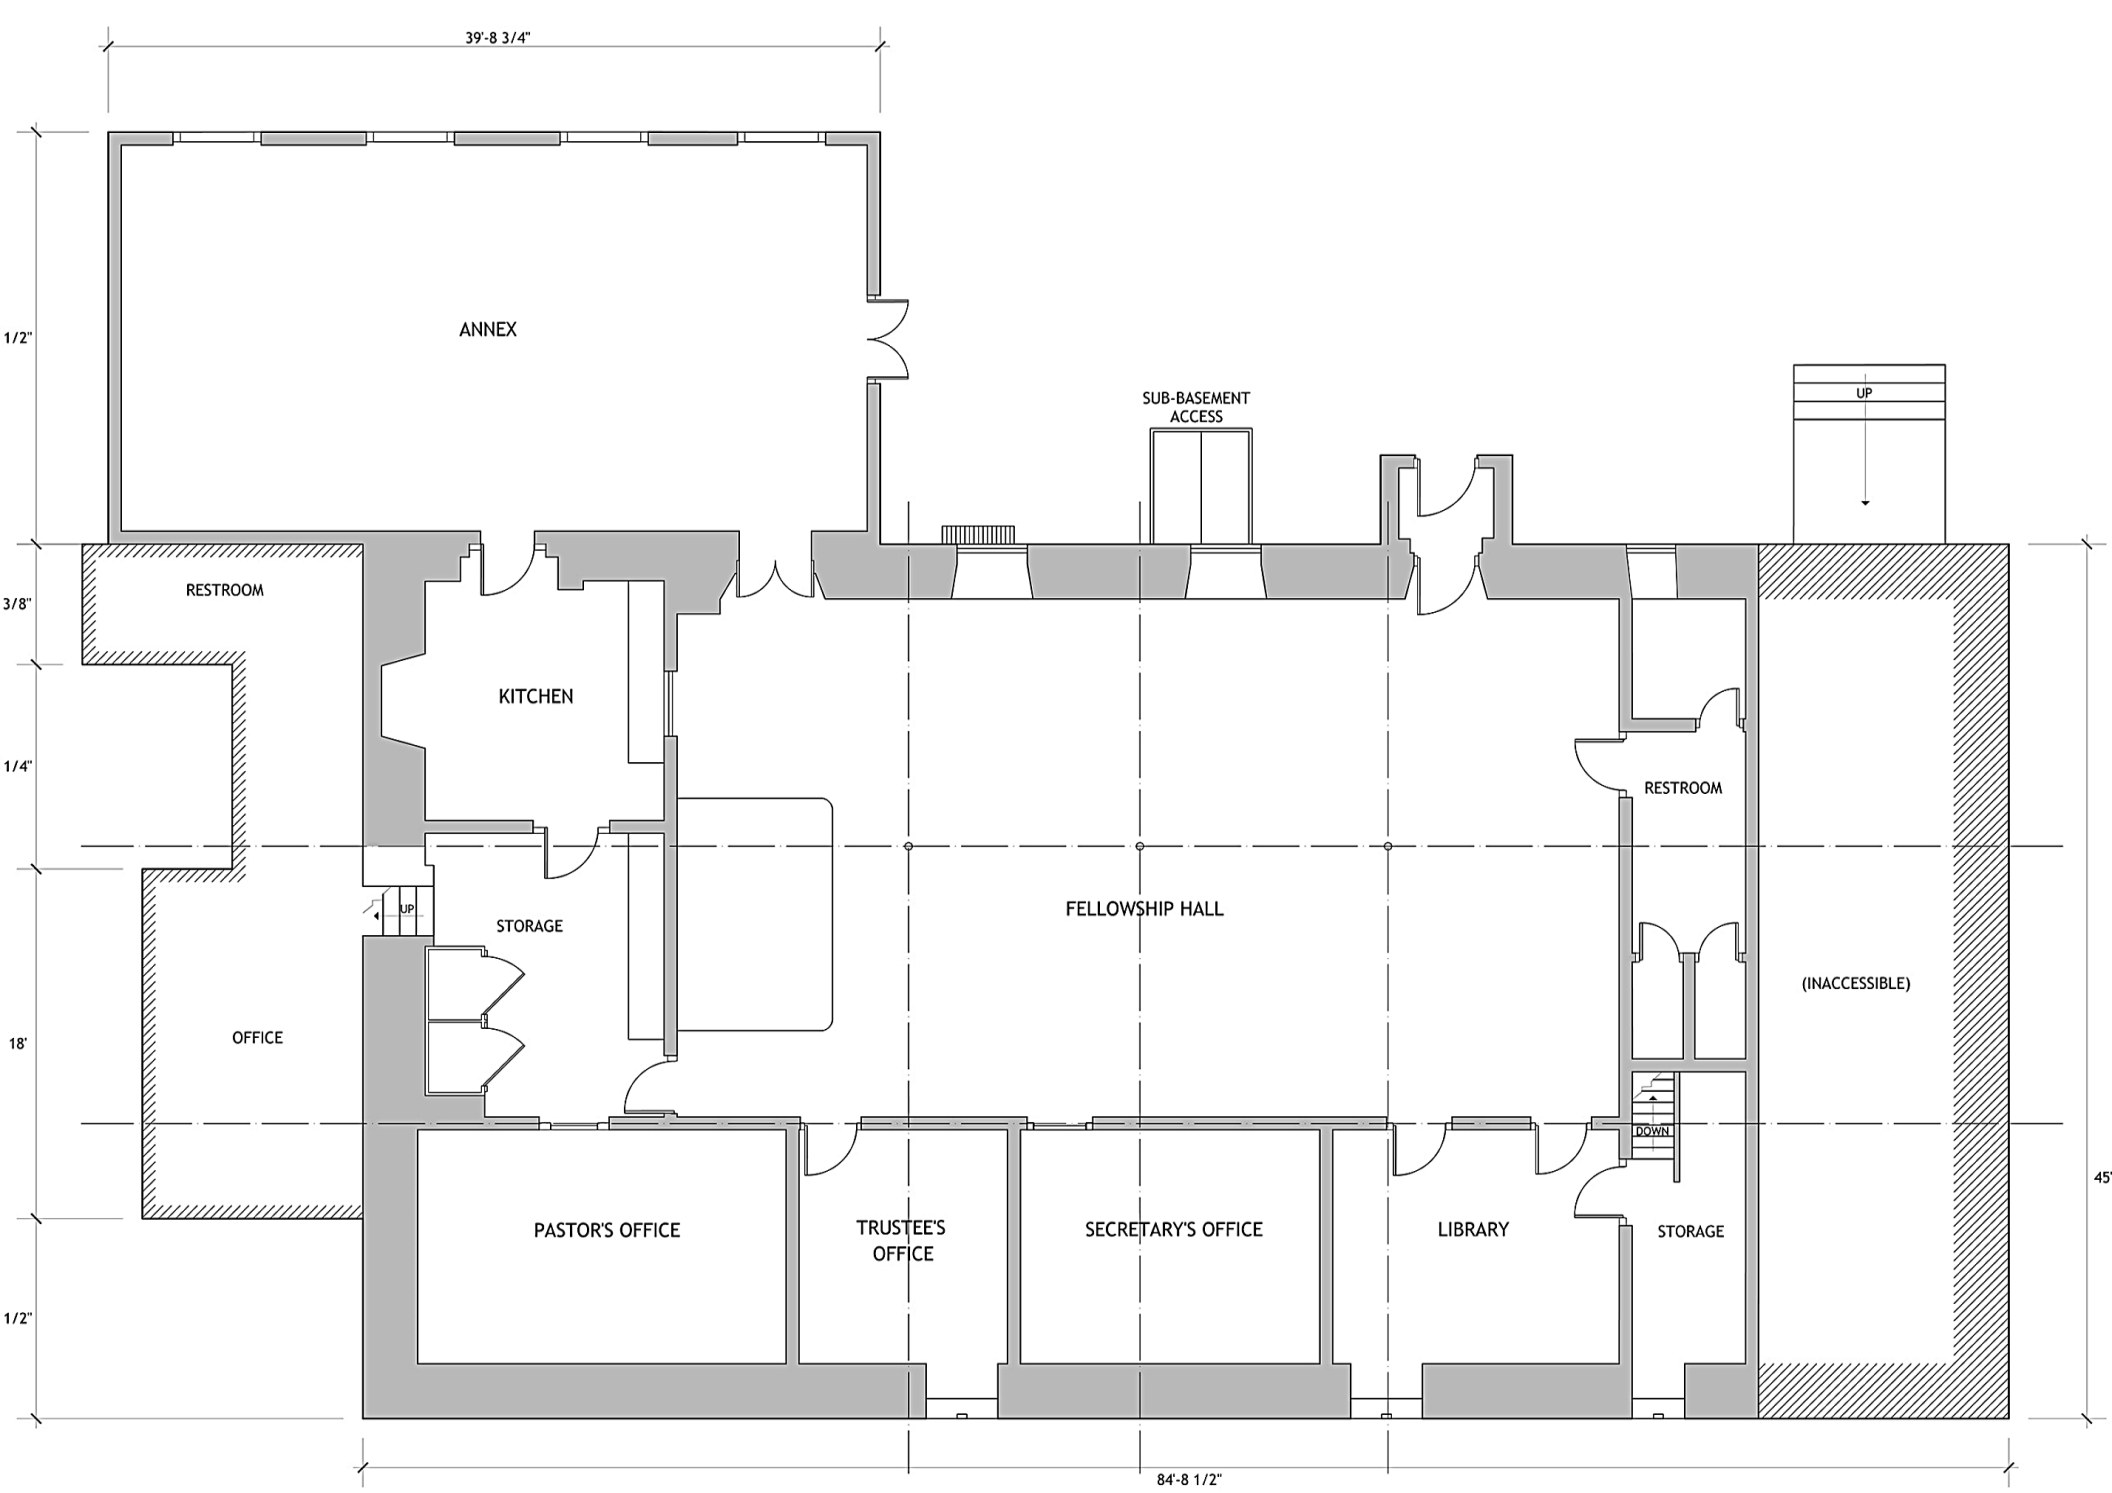 39'-8 3/4"
1/2"
ANNEX
SUB-BASEMENT
ACCESS
UP
RESTROOM
3/8"
KITCHEN
1/4"
RESTROOM
UP
FELLOWSHIP HALL
STORAGE
(INACCESSIBLE)
OFFICE
18'
DOWN
45'
PASTOR'S OFFICE
TRUSTEE'S
OFFICE
SECRETARY'S OFFICE
LIBRARY
STORAGE
1/2"
84'-8 1/2"